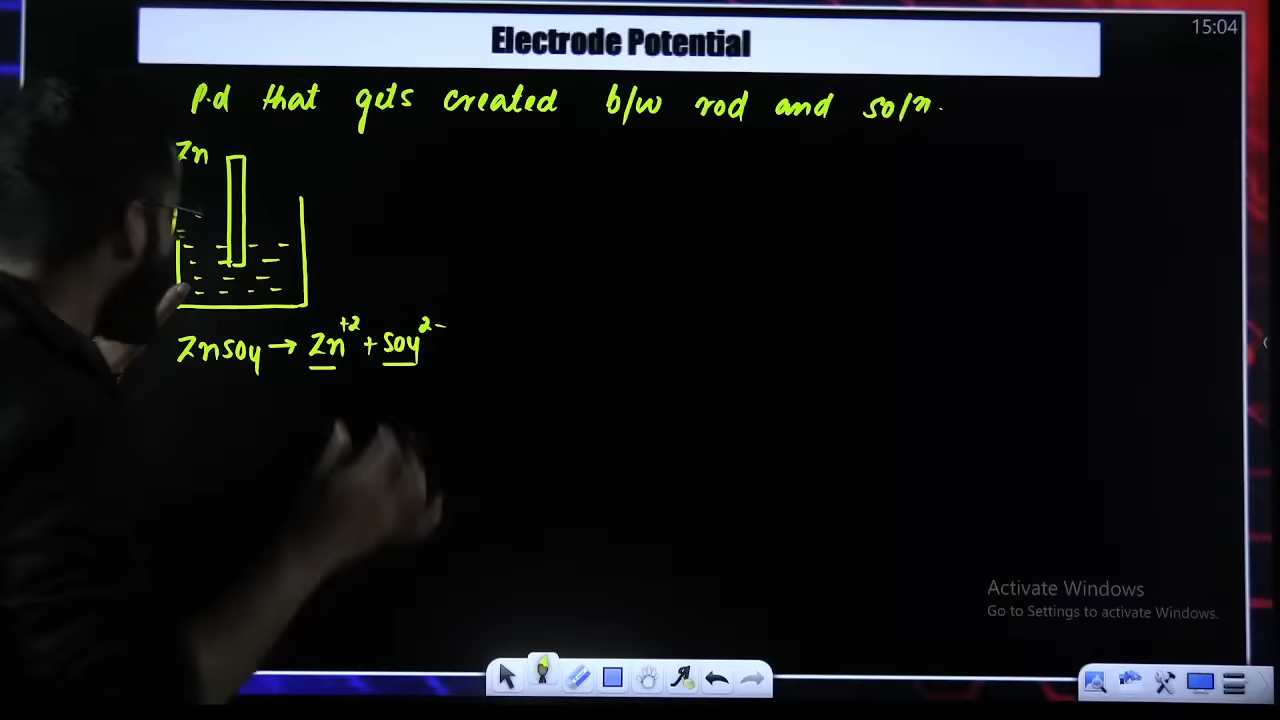 15:04
Electrode Potential
P.d that gets created b/w rod and sol/n.
Zn
ZnSO4 → Zn+2 + SO4 2-
Activate Windows
Go to Settings to activate Windows.